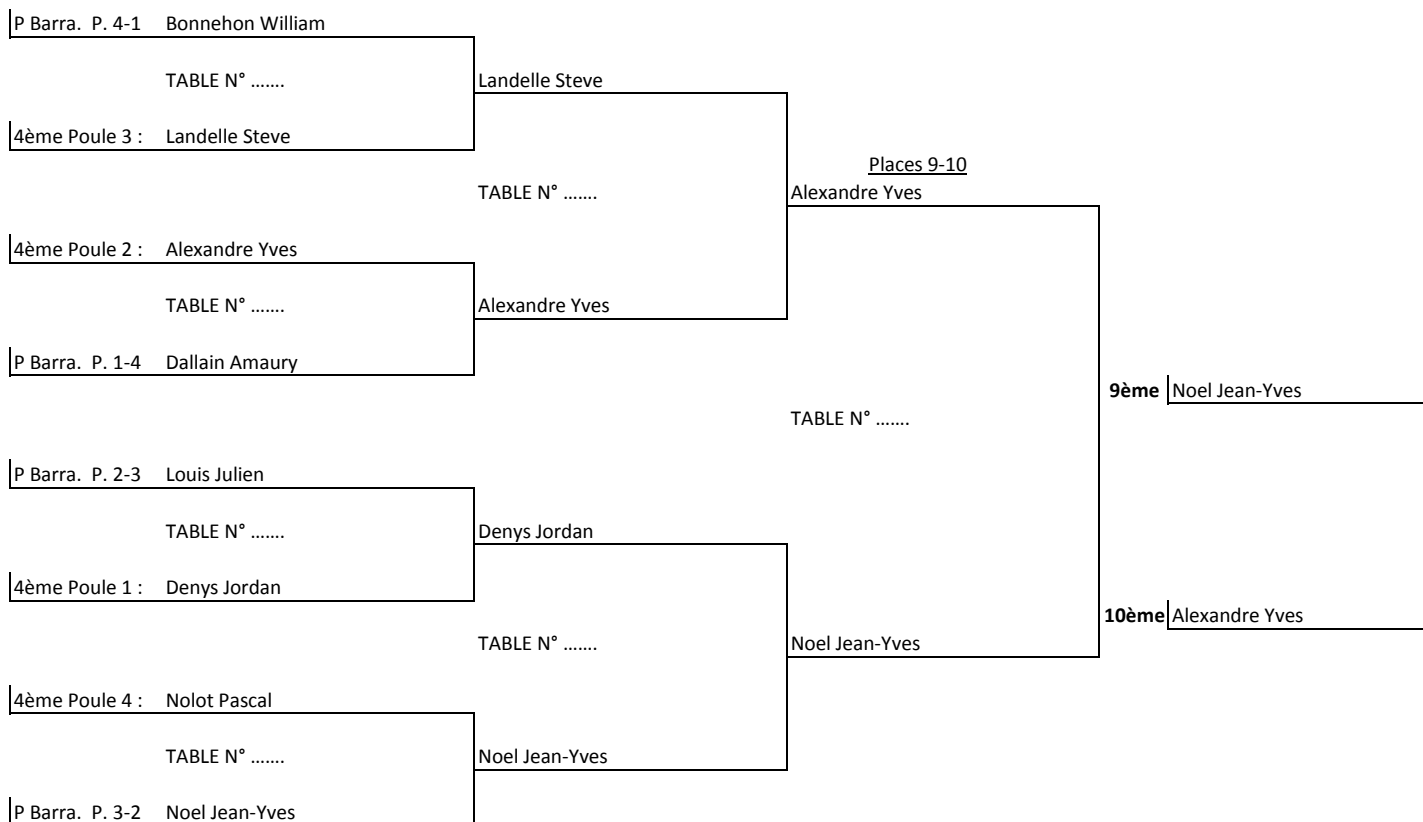 P Barra.  P. 4-1 Bonnehon William
TABLE N° ....... Landelle Steve
4ème Poule 3 : Landelle Steve
Places 9-10
TABLE N° ....... Alexandre Yves
4ème Poule 2 : Alexandre Yves
TABLE N° ....... Alexandre Yves
P Barra.  P. 1-4 Dallain Amaury
9ème Noel Jean-Yves
TABLE N° .......
P Barra.  P. 2-3 Louis Julien
TABLE N° ....... Denys Jordan
4ème Poule 1 : Denys Jordan
10ème Alexandre Yves
TABLE N° ....... Noel Jean-Yves
4ème Poule 4 : Nolot Pascal
TABLE N° ....... Noel Jean-Yves
P Barra.  P. 3-2 Noel Jean-Yves